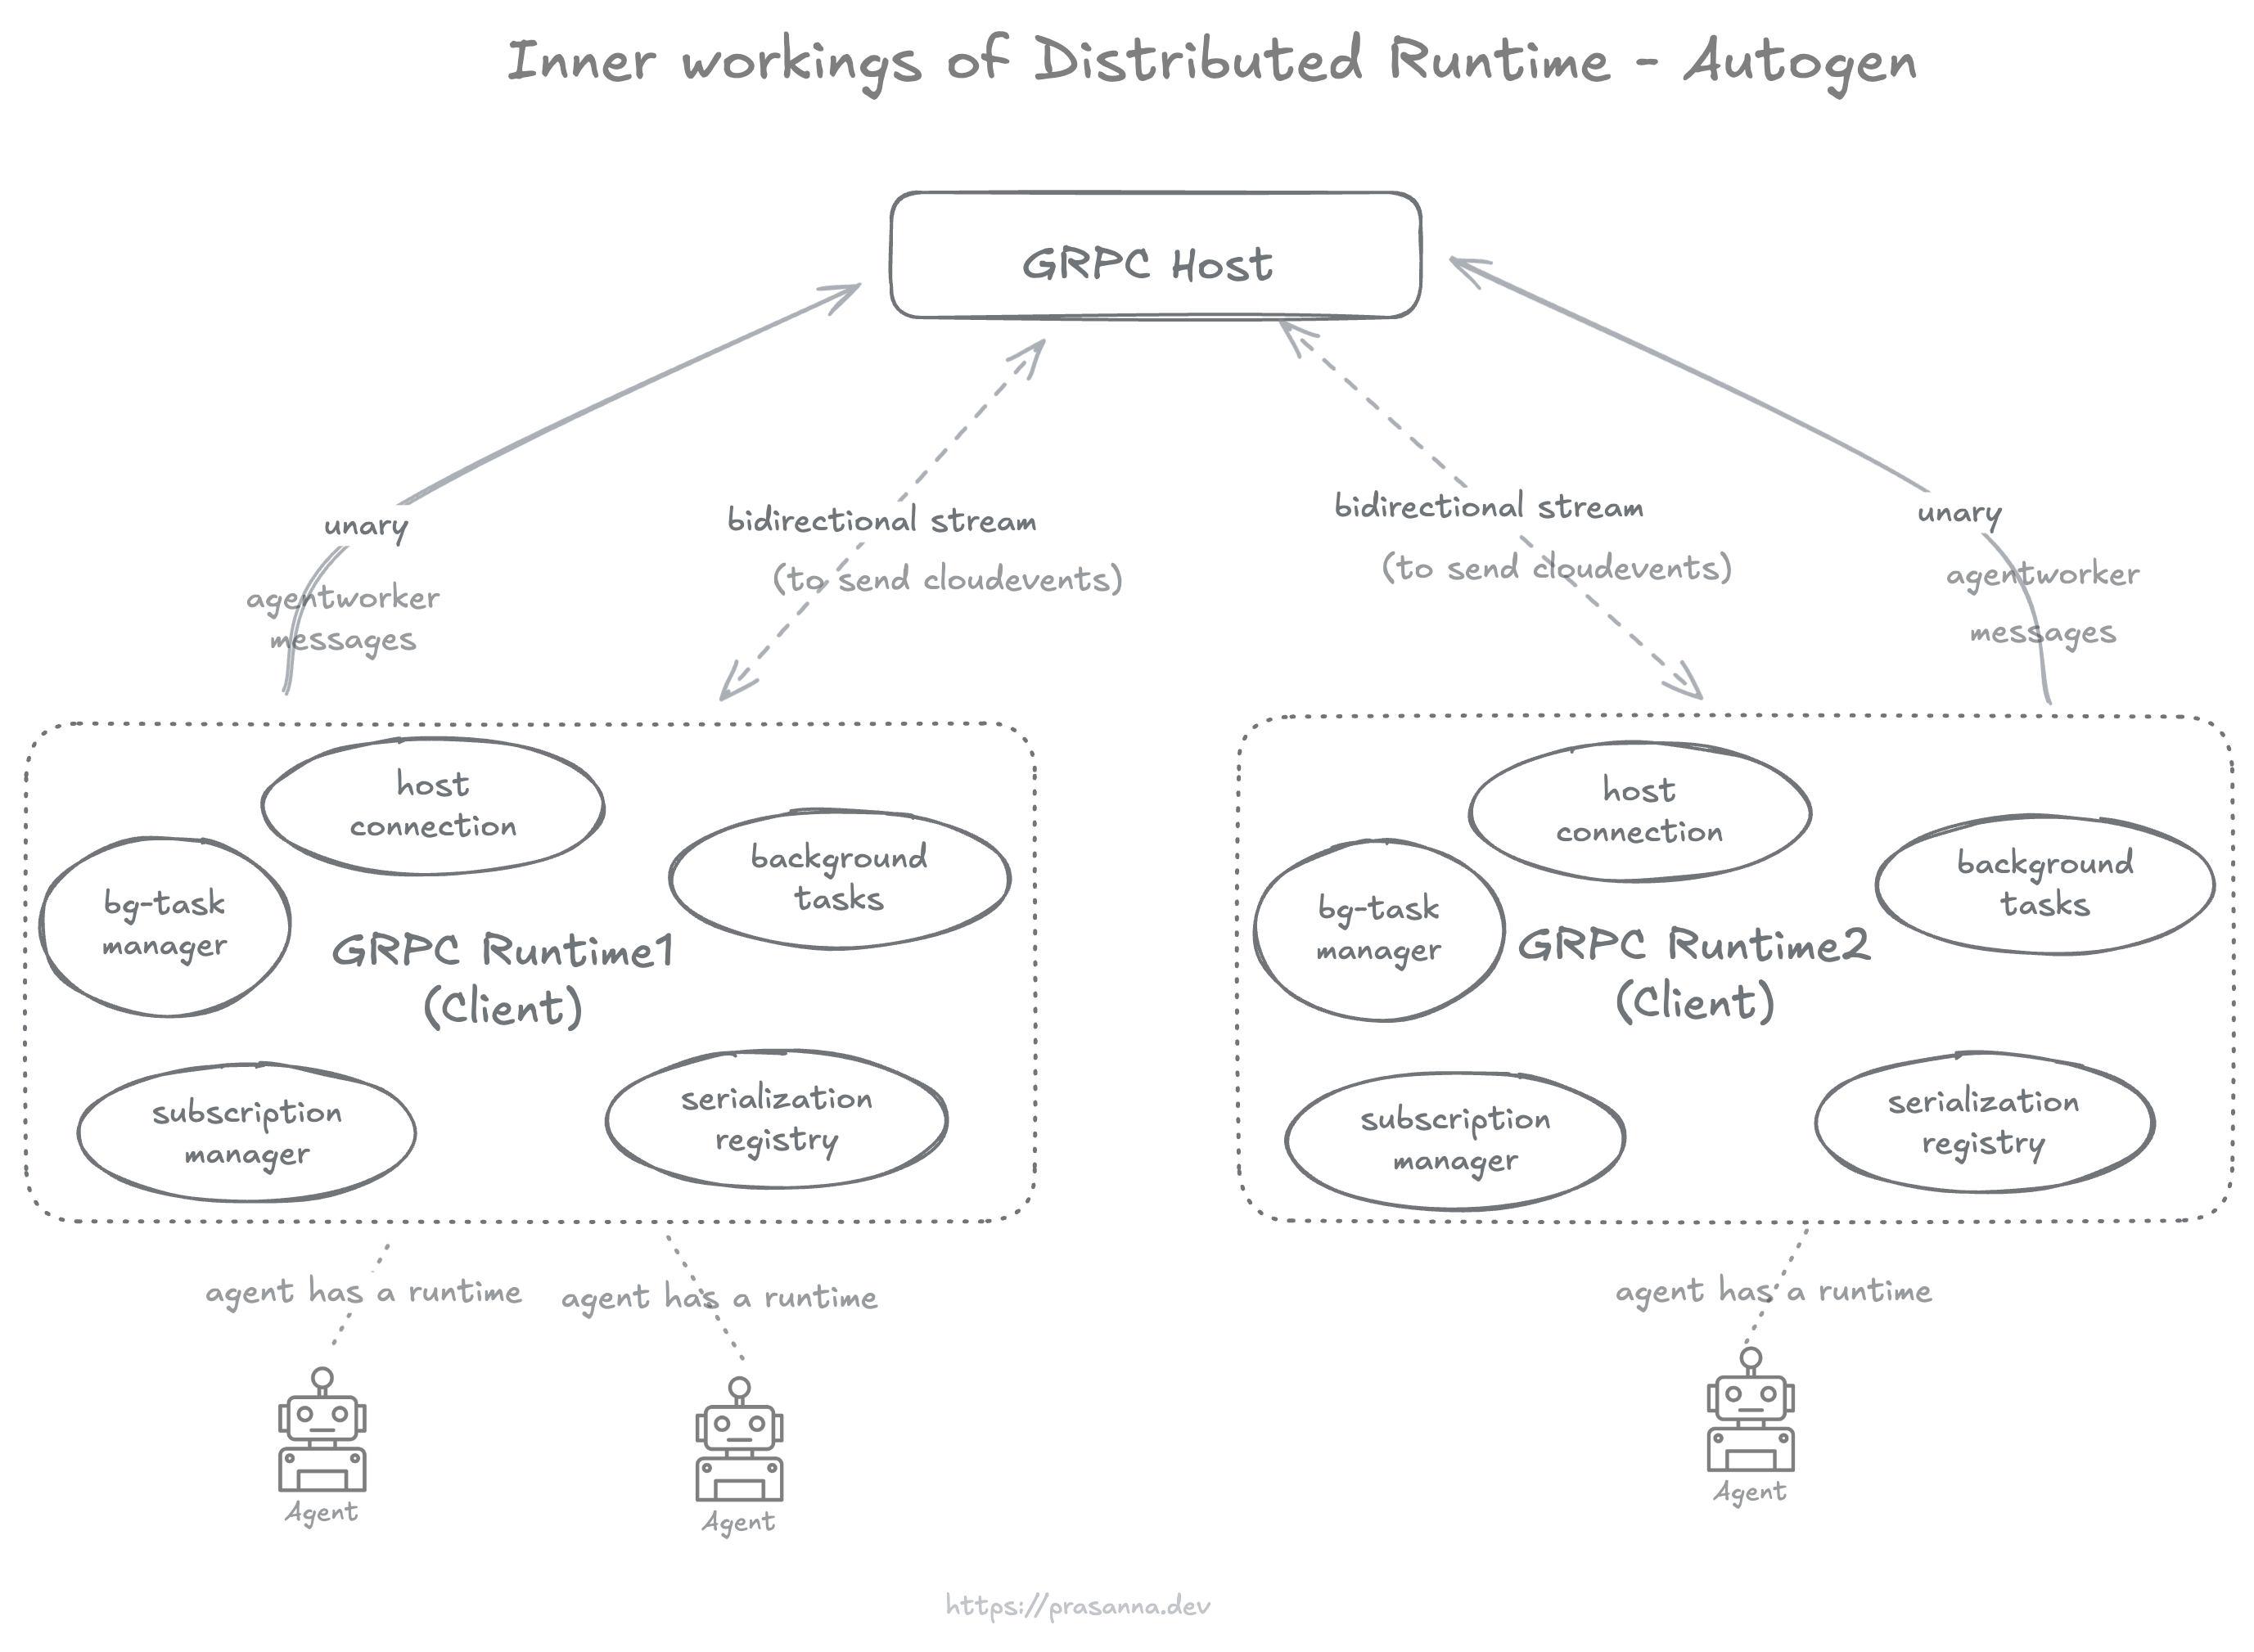 Inner workings of Distributed Runtime - Autogen
GRPC Host
unary
agentworker
messages
bidirectional stream
(to send cloudevents)
bidirectional stream
(to send cloudevents)
unary
agentworker
messages
host
connection
background
tasks
bg-task
manager
GRPC Runtime1
(Client)
subscription
manager
serialization
registry
host
connection
background
tasks
bg-task
manager
GRPC Runtime2
(Client)
subscription
manager
serialization
registry
agent has a runtime
agent has a runtime
agent has a runtime
Agent
Agent
Agent
https://prasanna.dev